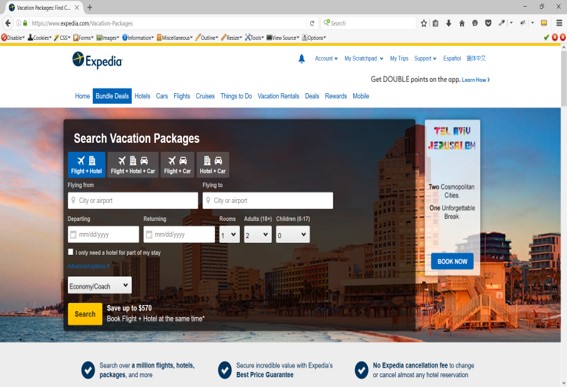 Vacation Packages: Find C...
https://www.expedia.com/Vacation-Packages
Search
Disable Cookies CSS Forms Images Information Miscellaneous Outline Resize Tools View Source Options
Expedia
Account My Scratchpad My Trips Support Español 繁体中文
Get DOUBLE points on the app. Learn How
Home Bundle Deals Hotels Cars Flights Cruises Things to Do Vacation Rentals Deals Rewards Mobile
Search Vacation Packages
Flight + Hotel Flight + Hotel + Car Flight + Car Hotel + Car
Flying from Flying to
City or airport City or airport
Departing Returning Rooms Adults (18+) Children (0-17)
mm/dd/yyyy mm/dd/yyyy 1 2 0
I only need a hotel for part of my stay
Economy/Coach
Search
Save up to $570
Book Flight + Hotel at the same time*
TEL AVIV
JERUSALEM
Two Cosmopolitan
Cities.
One Unforgettable
Break
BOOK NOW
Search over a million flights, hotels,
packages, and more
Secure incredible value with Expedia's
Best Price Guarantee
No Expedia cancellation fee to change
or cancel almost any hotel reservation